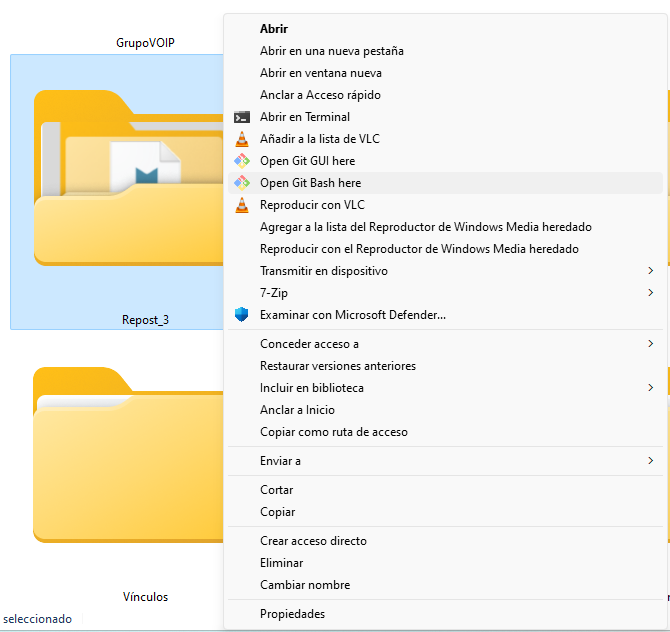 GrupoVOIP
Repost_3
Vínculos
seleccionado
Abrir
Abrir en una nueva pestaña
Abrir en ventana nueva
Anclar a Acceso rápido
Abrir en Terminal
Añadir a la lista de VLC
Open Git GUI here
Open Git Bash here
Reproducir con VLC
Agregar a la lista del Reproductor de Windows Media heredado
Reproducir con el Reproductor de Windows Media heredado
Transmitir en dispositivo
7-Zip
Examinar con Microsoft Defender...
Conceder acceso a
Restaurar versiones anteriores
Incluir en biblioteca
Anclar a Inicio
Copiar como ruta de acceso
Enviar a
Cortar
Copiar
Crear acceso directo
Eliminar
Cambiar nombre
Propiedades